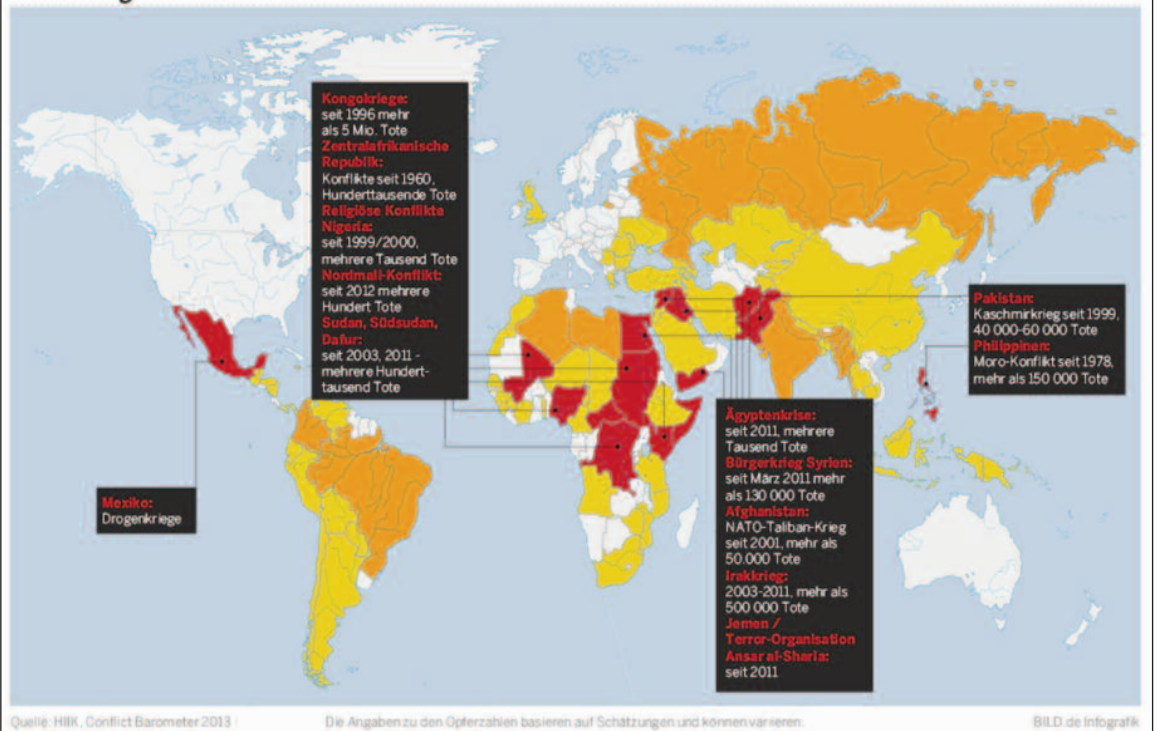 Kongokriege:
seit 1996 mehr
als 5 Mio. Tote
Zentralafrikanische
Republik:
Konflikte seit 1960,
Hunderttausende Tote
Religiöse Konflikte
Nigeria:
seit 1999/2000,
mehrere Tausend Tote
Nordmali-Konflikt:
seit 2012 mehrere
Hundert Tote
Sudan, Südsudan,
Dafur:
seit 2003, 2011 -
mehrere Hundert-
tausend Tote
Pakistan:
Kaschmirkrieg seit 1999,
40 000-60 000 Tote
Philippinen:
Moro-Konflikt seit 1978,
mehr als 150 000 Tote
Ägyptenkrise:
seit 2011, mehrere
Tausend Tote
Bürgerkrieg Syrien:
seit März 2011 mehr
als 130 000 Tote
Afghanistan:
NATO-Taliban-Krieg
seit 2001, mehr als
50.000 Tote
Irakkrieg:
2003-2011, mehr als
500 000 Tote
Jemen /
Terror-Organisation
Ansar al-Sharia:
seit 2011
Mexiko:
Drogenkriege
Quelle: HIIK, Conflict Barometer 2013
Die Angaben zu den Opferzahlen basieren auf Schätzungen und können variieren.
BILD.de Infografik